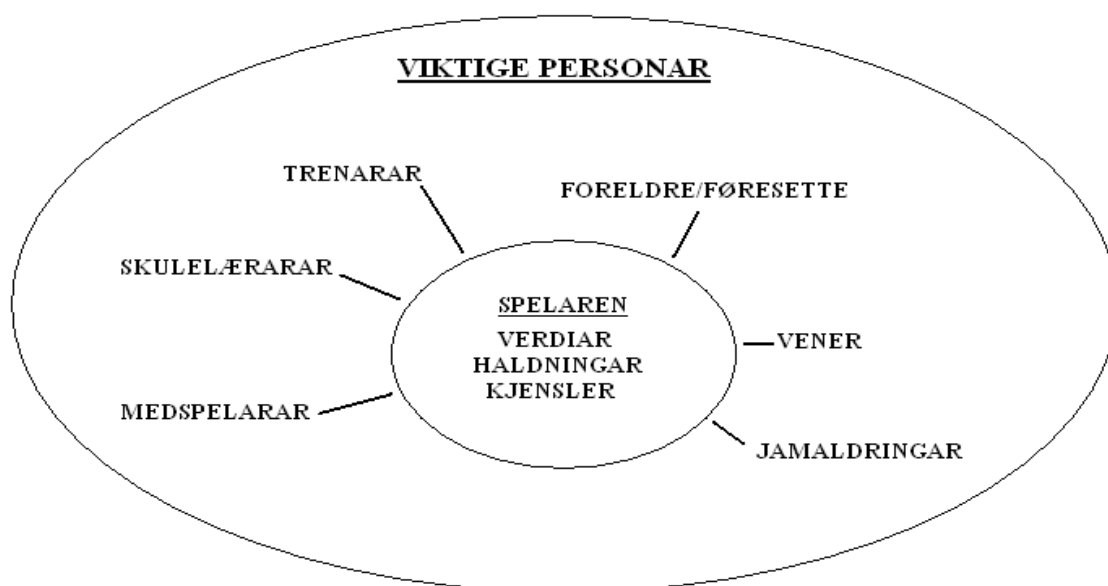 VIKTIGE PERSONAR
TRENARAR
FORELDRE/FØRESETTE
SKULELÆRARAR
SPELAREN
VERDIAR
HALDNINGAR
KJENSLER
VENER
MEDSPELARAR
JAMALDRINGAR